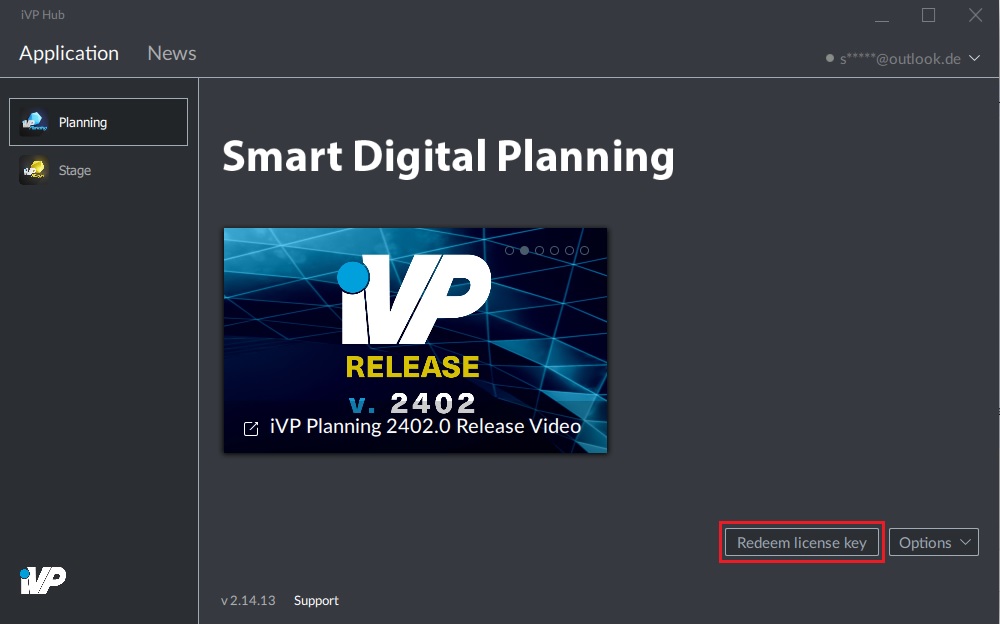 iVP Hub
Application News
s*****@outlook.de
Planning
Stage
Smart Digital Planning
iVP
RELEASE
v. 2402
iVP Planning 2402.0 Release Video
Redeem license key Options
iVP
v 2.14.13 Support